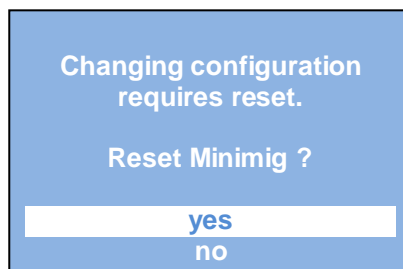 Changing configuration
requires reset.
Reset Minimig ?
yes
no